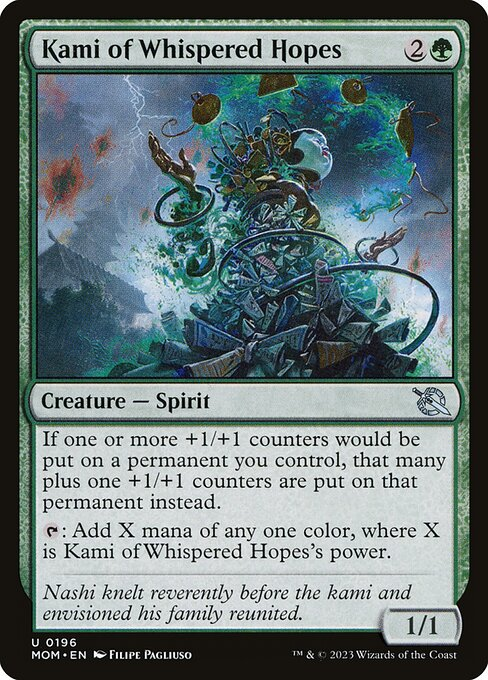 Kami of Whispered Hopes 2
Creature — Spirit
If one or more +1/+1 counters would be
put on a permanent you control, that many
plus one +1/+1 counters are put on that
permanent instead.
: Add X mana of any one color, where X
is Kami of Whispered Hopes's power.
Nashi knelt reverently before the kami and
envisioned his family reunited.
1/1
U 0196
MOM • EN Filipe Pagliuso
™ & © 2023 Wizards of the Coast